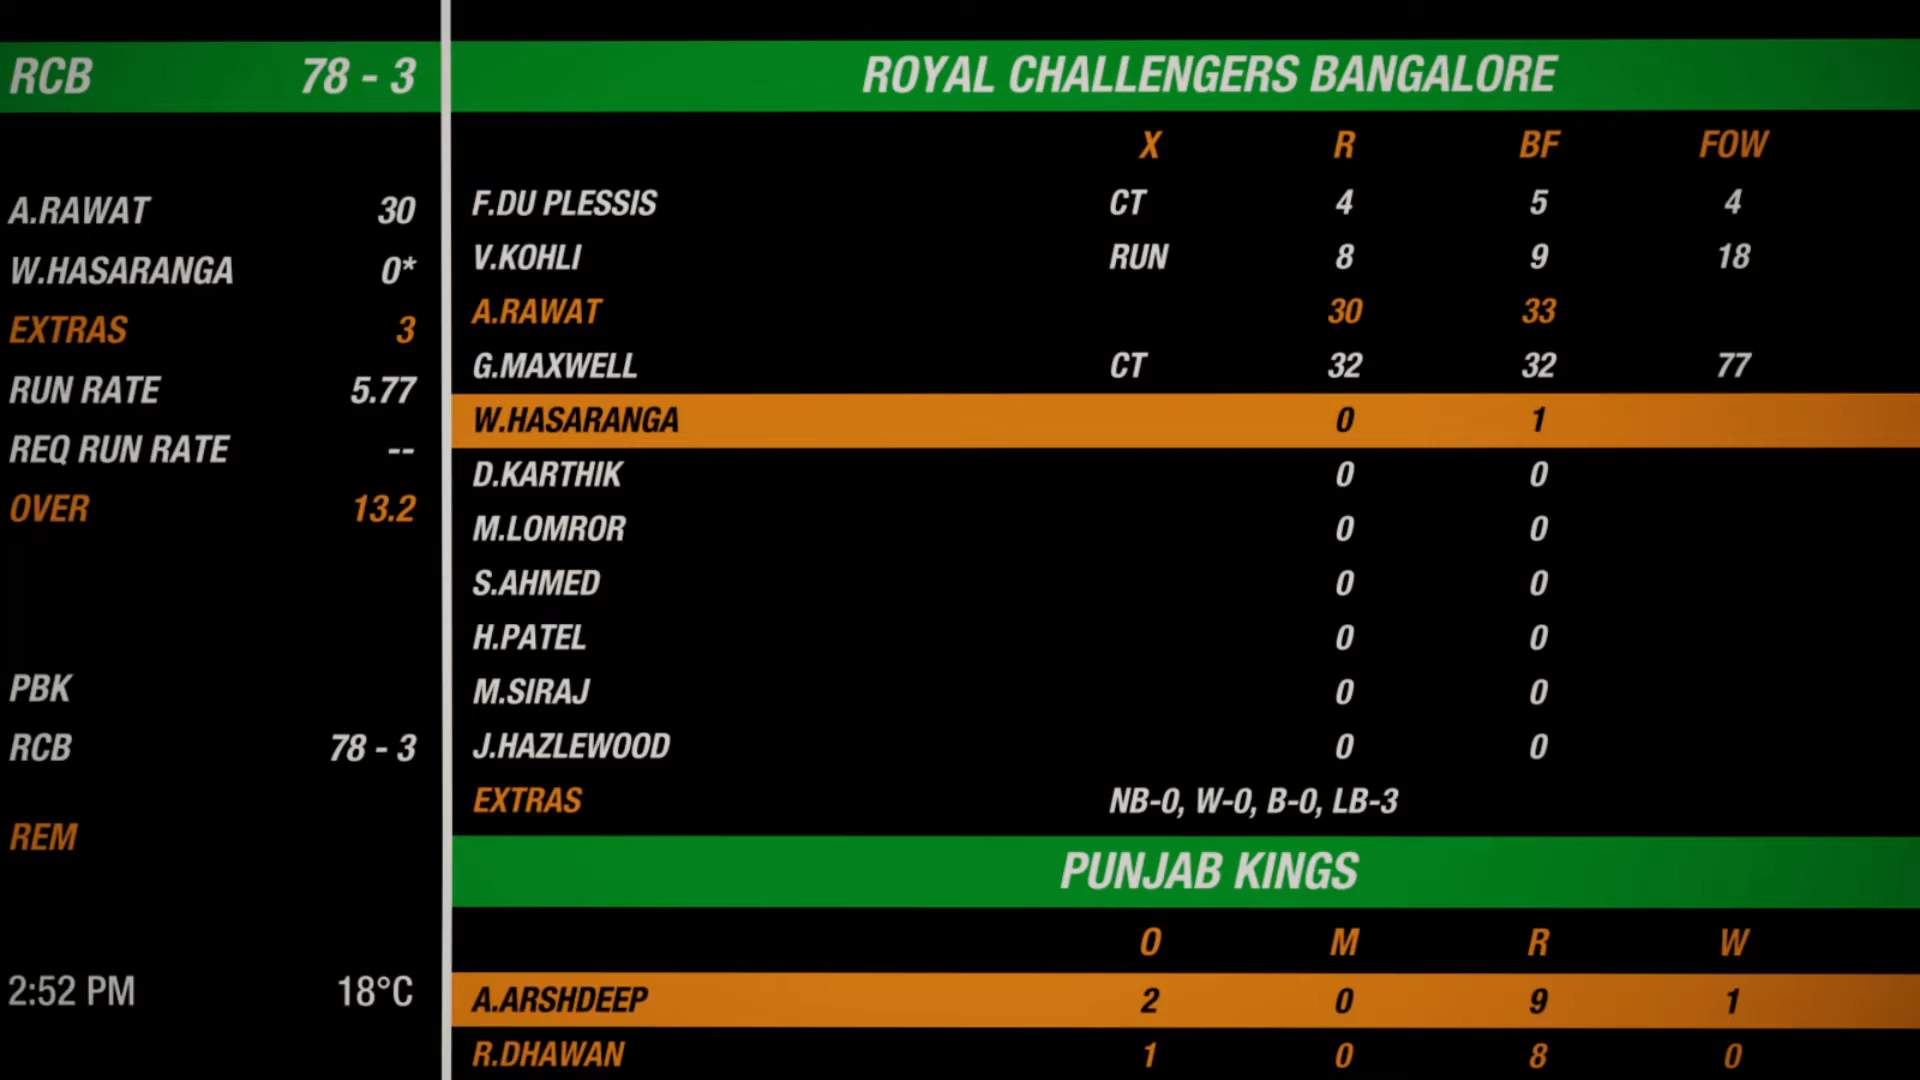 RCB 78 - 3
A.RAWAT 30
W.HASARANGA 0*
EXTRAS 3
RUN RATE 5.77
REQ RUN RATE --
OVER 13.2
PBK
RCB 78 - 3
REM
2:52 PM 18°C
ROYAL CHALLENGERS BANGALORE
X R BF FOW
F.DU PLESSIS CT 4 5 4
V.KOHLI RUN 8 9 18
A.RAWAT 30 33
G.MAXWELL CT 32 32 77
W.HASARANGA 0 1
D.KARTHIK 0 0
M.LOMROR 0 0
S.AHMED 0 0
H.PATEL 0 0
M.SIRAJ 0 0
J.HAZLEWOOD 0 0
EXTRAS NB-0, W-0, B-0, LB-3
PUNJAB KINGS
O M R W
A.ARSHDEEP 2 0 9 1
R.DHAWAN 1 0 8 0